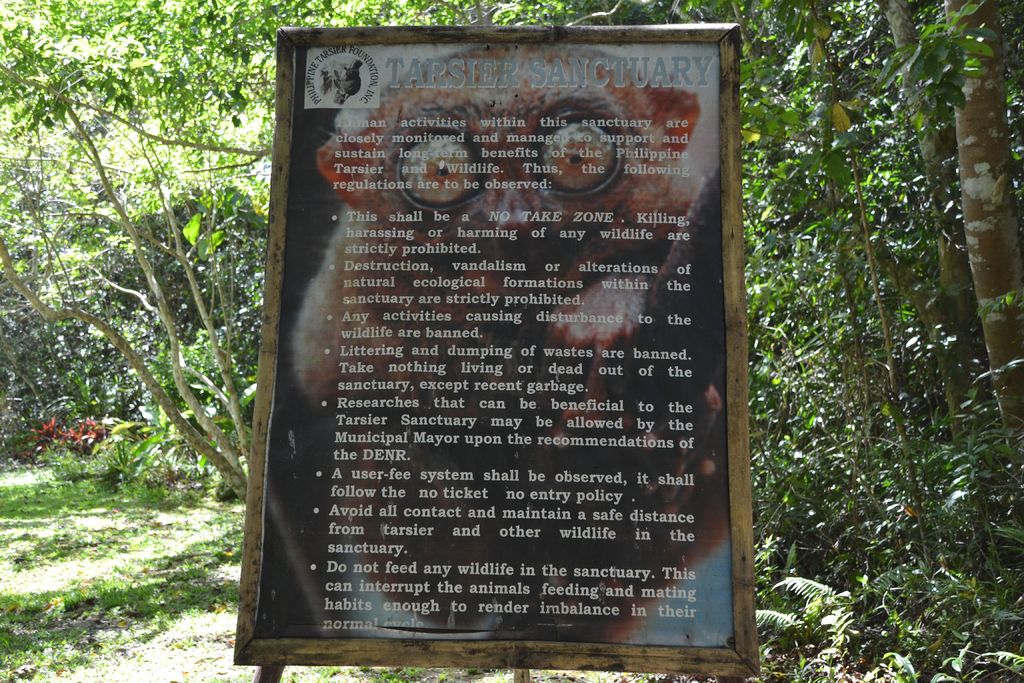 PHILIPPINE TARSIER FOUNDATION, INC.
TARSIER SANCTUARY
Human activities within this sanctuary are
closely monitored and managed to support and
sustain long-term benefits of the Philippine
Tarsier and Wildlife. Thus, the following
regulations are to be observed:
• This shall be a NO TAKE ZONE . Killing,
harassing or harming of any wildlife are
strictly prohibited.
• Destruction, vandalism or alterations of
natural ecological formations within the
sanctuary are strictly prohibited.
• Any activities causing disturbance to the
wildlife are banned.
• Littering and dumping of wastes are banned.
Take nothing living or dead out of the
sanctuary, except recent garbage.
• Researches that can be beneficial to the
Tarsier Sanctuary may be allowed by the
Municipal Mayor upon the recommendations of
the DENR.
• A user-fee system shall be observed, it shall
follow the no ticket no entry policy .
• Avoid all contact and maintain a safe distance
from tarsier and other wildlife in the
sanctuary.
• Do not feed any wildlife in the sanctuary. This
can interrupt the animals feeding and mating
habits enough to render imbalance in their
normal cycle.